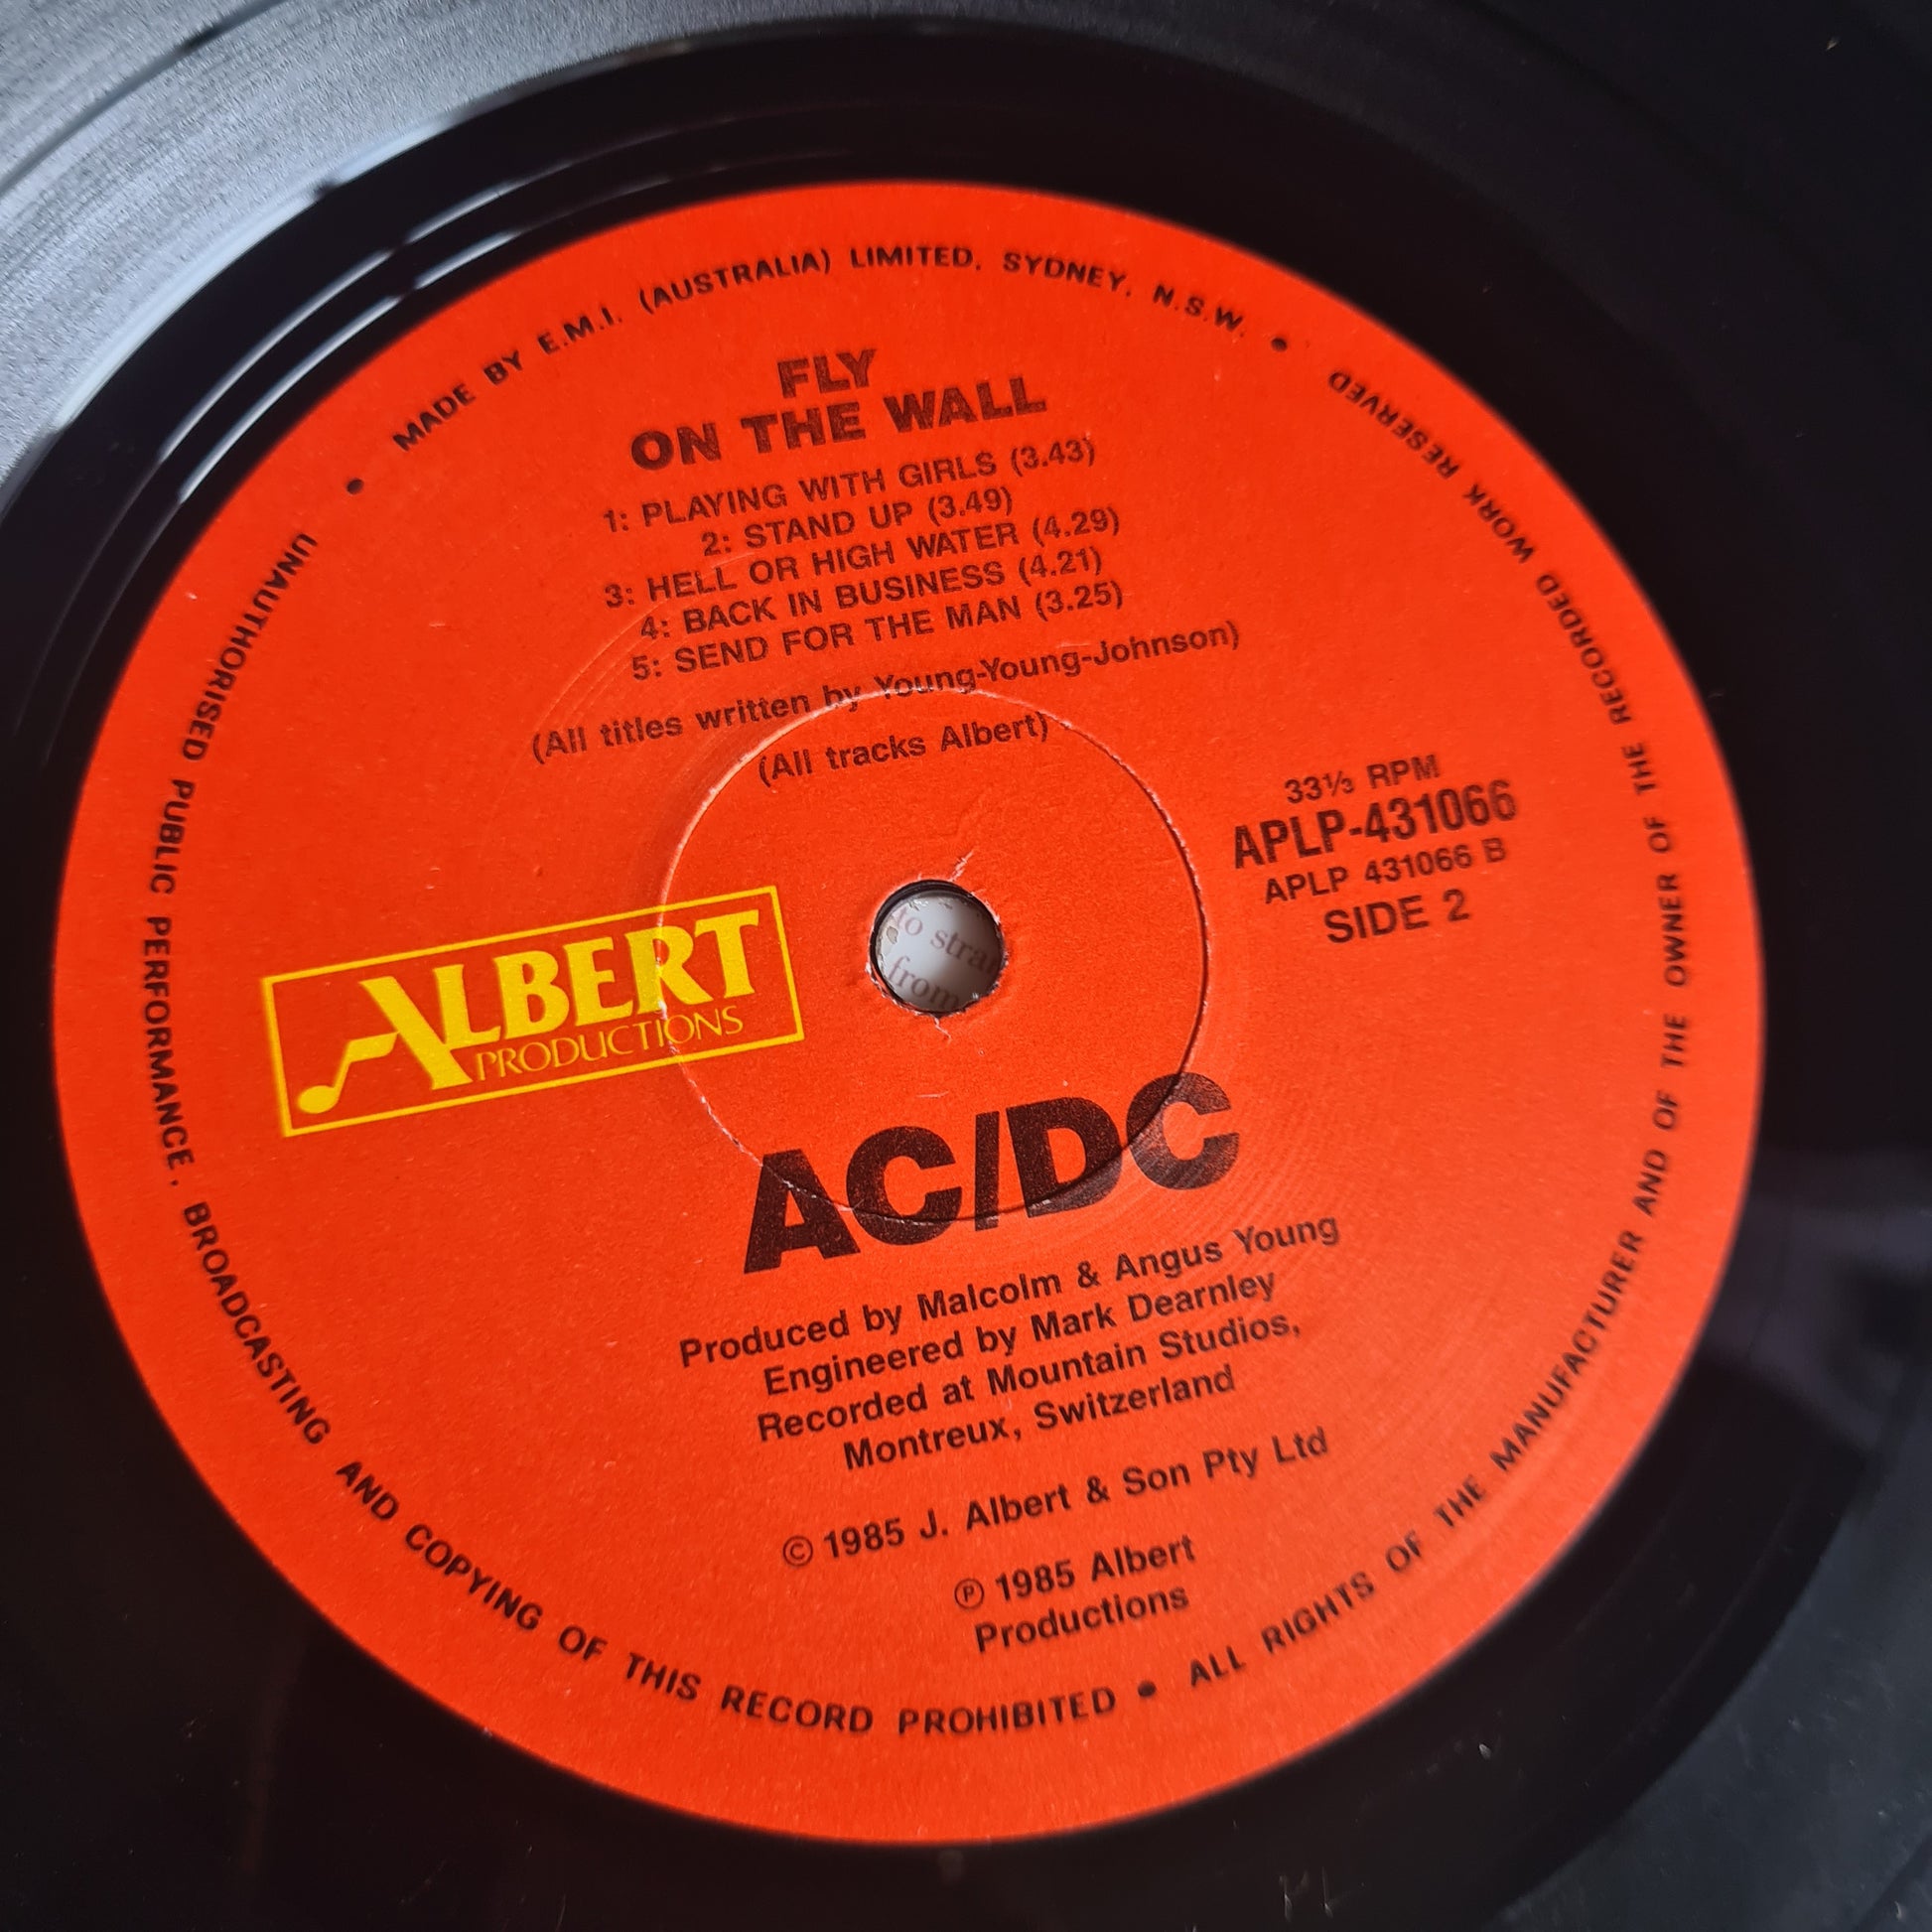 MADE BY E.M.I. (AUSTRALIA) LIMITED. SYDNEY, N.S.W. •
FLY
ON THE WALL
1: PLAYING WITH GIRLS (3.43)
2: STAND UP (3.49)
3: HELL OR HIGH WATER (4.29)
4: BACK IN BUSINESS (4.21)
5: SEND FOR THE MAN (3.25)
(All titles written by Young-Young-Johnson)
(All tracks Albert)
33⅓ RPM
APLP-431066
APLP 431066 B
SIDE 2
ALBERT
PRODUCTIONS
to
from
AC/DC
Produced by Malcolm & Angus Young
Engineered by Mark Dearnley
Recorded at Mountain Studios,
Montreux, Switzerland
© 1985 J. Albert & Son Pty Ltd
℗ 1985 Albert
Productions
• UNAUTHORISED PUBLIC PERFORMANCE, BROADCASTING AND COPYING OF THIS RECORD PROHIBITED • ALL RIGHTS OF THE MANUFACTURER AND OF THE OWNER OF THE RECORDED WORK RESERVED